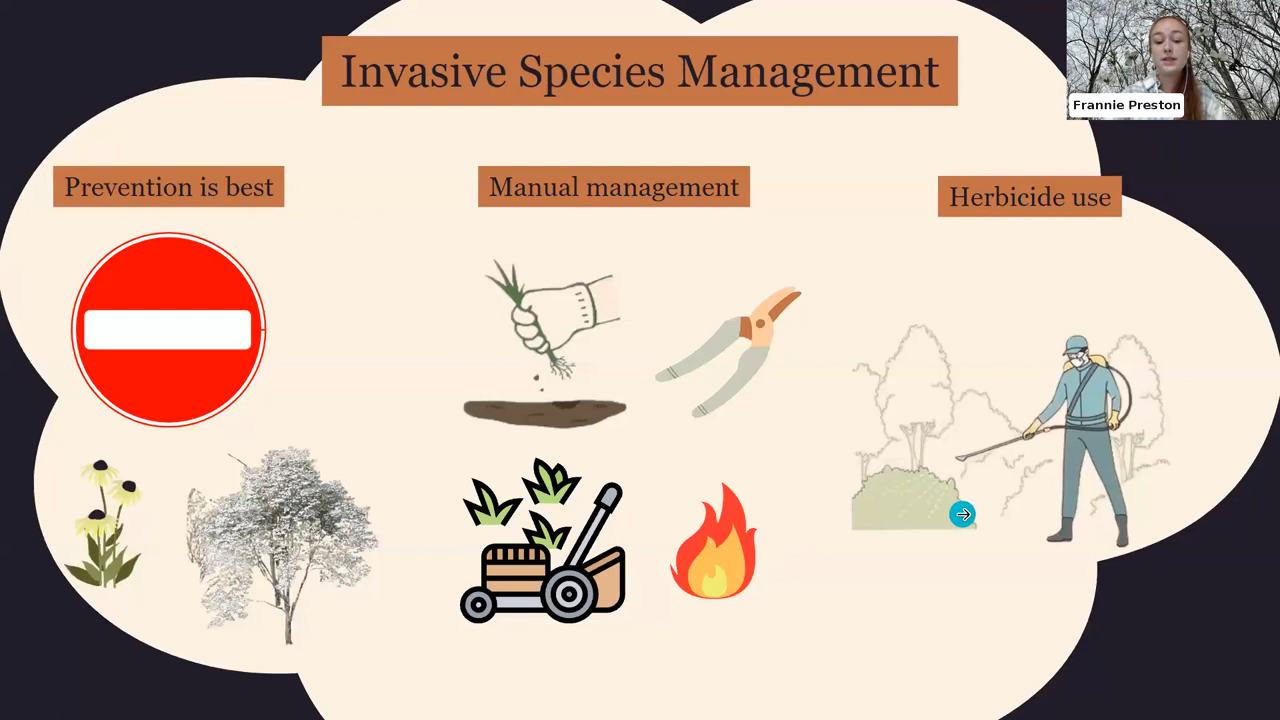 Invasive Species Management
Frannie Preston
Prevention is best
Manual management
Herbicide use